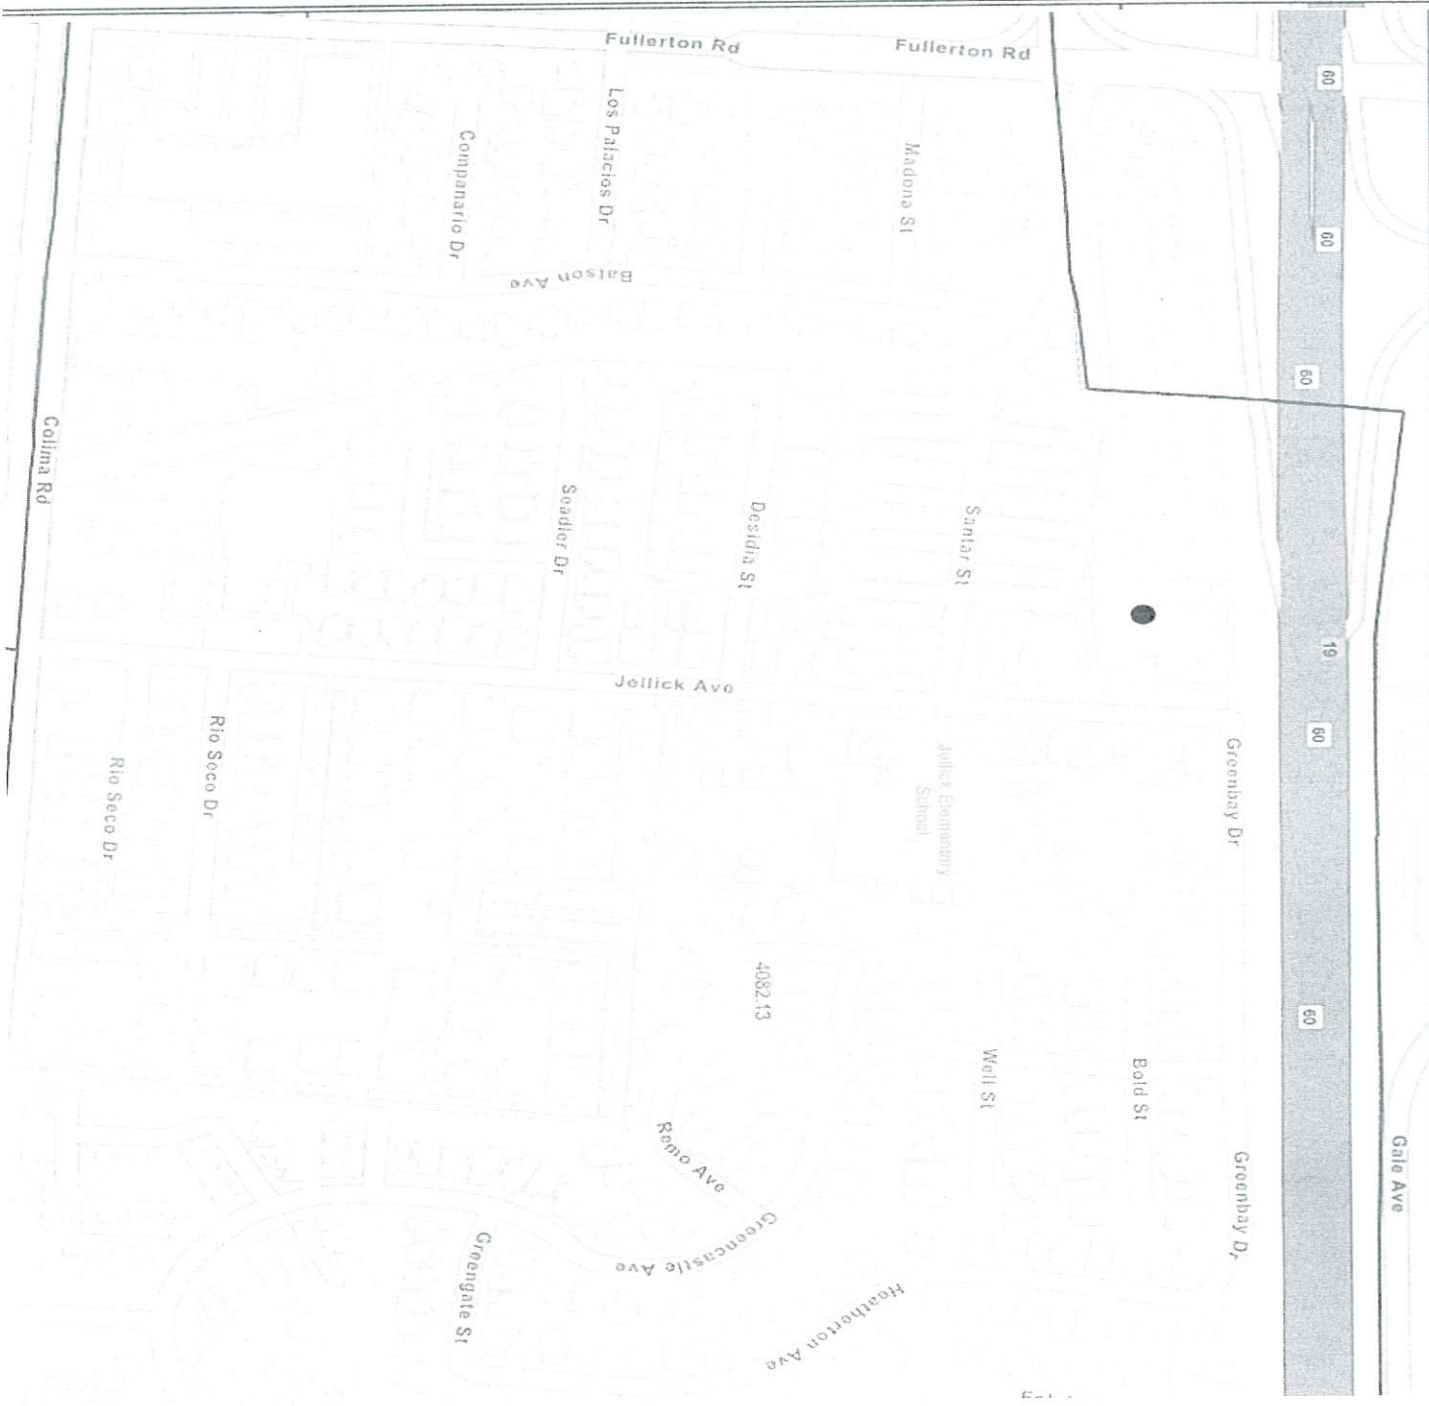 Fullerton Rd
Fullerton Rd
60
Los Palacios Dr
Companario Dr
Madona St
60
Batson Ave
60
Colima Rd
Seadler Dr
Desidia St
Santar St
19
Jellick Ave
60
Rio Seco Dr
Rio Seco Dr
Jellick Elementary
School
Greenbay Dr
4082.13
60
Well St
Bold St
Remo Ave
Gale Ave
Greenbay Dr
Greencastle Ave
Greengate St
Heatherton Ave